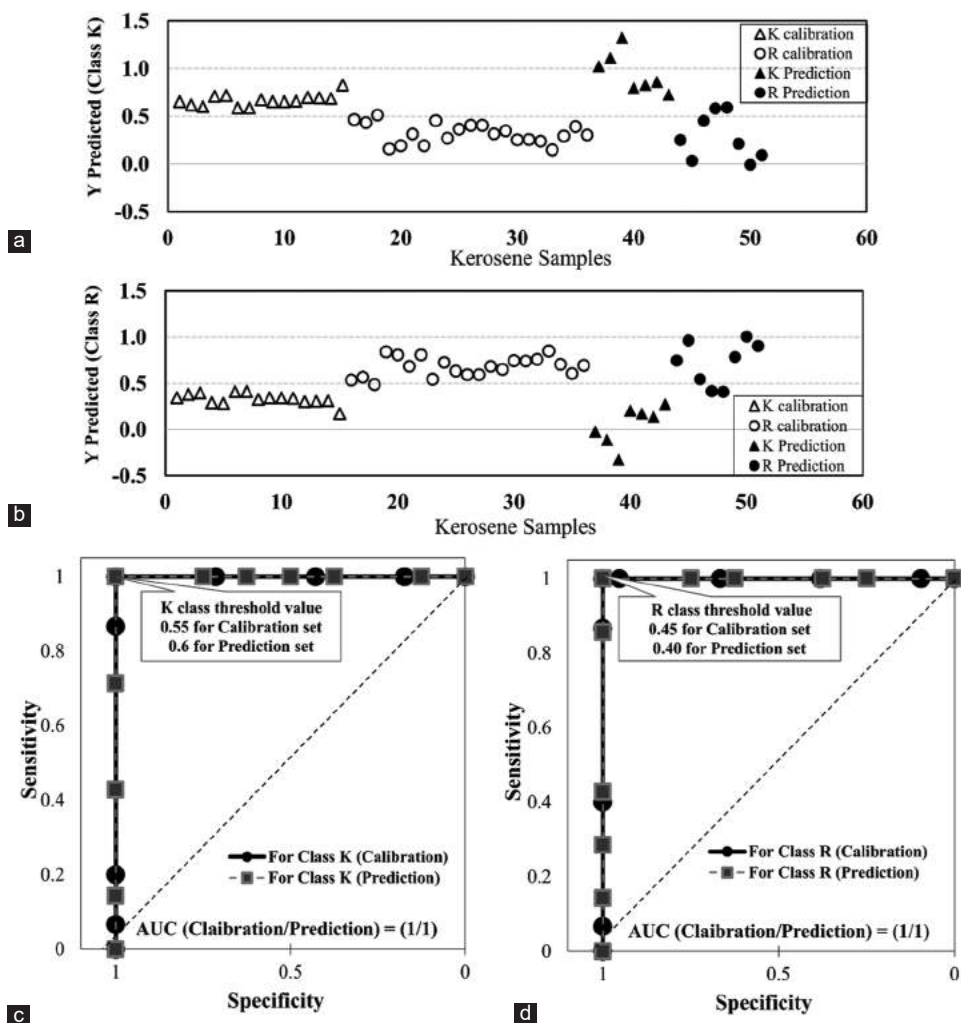 1.5
1.0
0.5
0.0
-0.5
Y Predicted (Class K)
K calibration
R calibration
K Prediction
R Prediction
0
10
20
30
40
50
60
Kerosene Samples
a
1.5
1.0
0.5
0.0
-0.5
Y Predicted (Class R)
K calibration
R calibration
K Prediction
R Prediction
0
10
20
30
40
50
60
Kerosene Samples
b
1
0.8
0.6
0.4
0.2
0
Sensitivity
K class threshold value
0.55 for Calibration set
0.6 for Prediction set
For Class K (Calibration)
For Class K (Prediction)
AUC (Claibration/Prediction) = (1/1)
1
0.5
0
Specificity
c
1
0.8
0.6
0.4
0.2
0
Sensitivity
R class threshold value
0.45 for Calibration set
0.40 for Prediction set
For Class R (Calibration)
For Class R (Prediction)
AUC (Claibration/Prediction) = (1/1)
1
0.5
0
Specificity
d